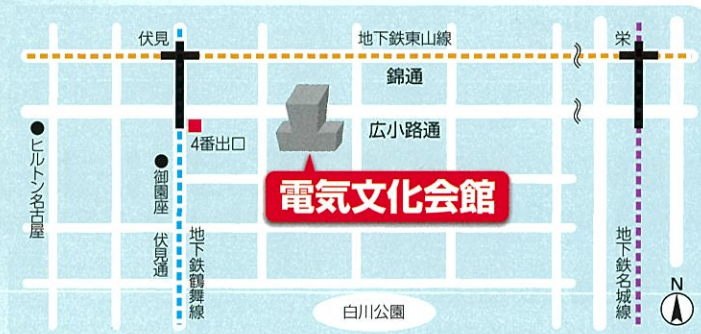 伏見
地下鉄東山線
栄
錦通
広小路通
4番出口
ヒルトン名古屋
御園座
伏見通
地下鉄鶴舞線
電気文化会館
地下鉄名城線
白川公園
N